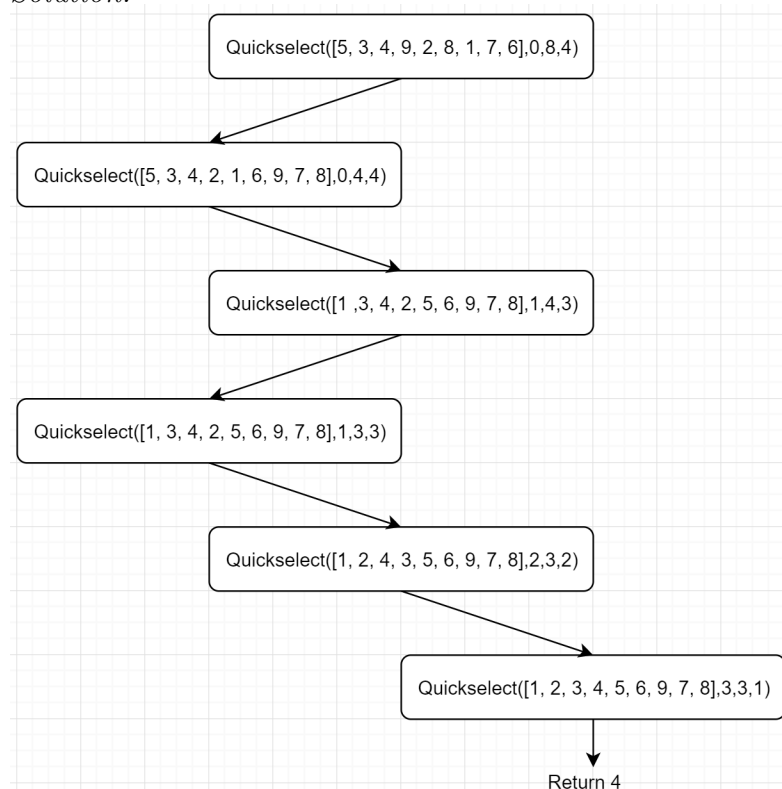 Solution:
Quickselect([5, 3, 4, 9, 2, 8, 1, 7, 6],0,8,4)
Quickselect([5, 3, 4, 2, 1, 6, 9, 7, 8],0,4,4)
Quickselect([1 ,3, 4, 2, 5, 6, 9, 7, 8],1,4,3)
Quickselect([1, 3, 4, 2, 5, 6, 9, 7, 8],1,3,3)
Quickselect([1, 2, 4, 3, 5, 6, 9, 7, 8],2,3,2)
Quickselect([1, 2, 3, 4, 5, 6, 9, 7, 8],3,3,1)
Return 4